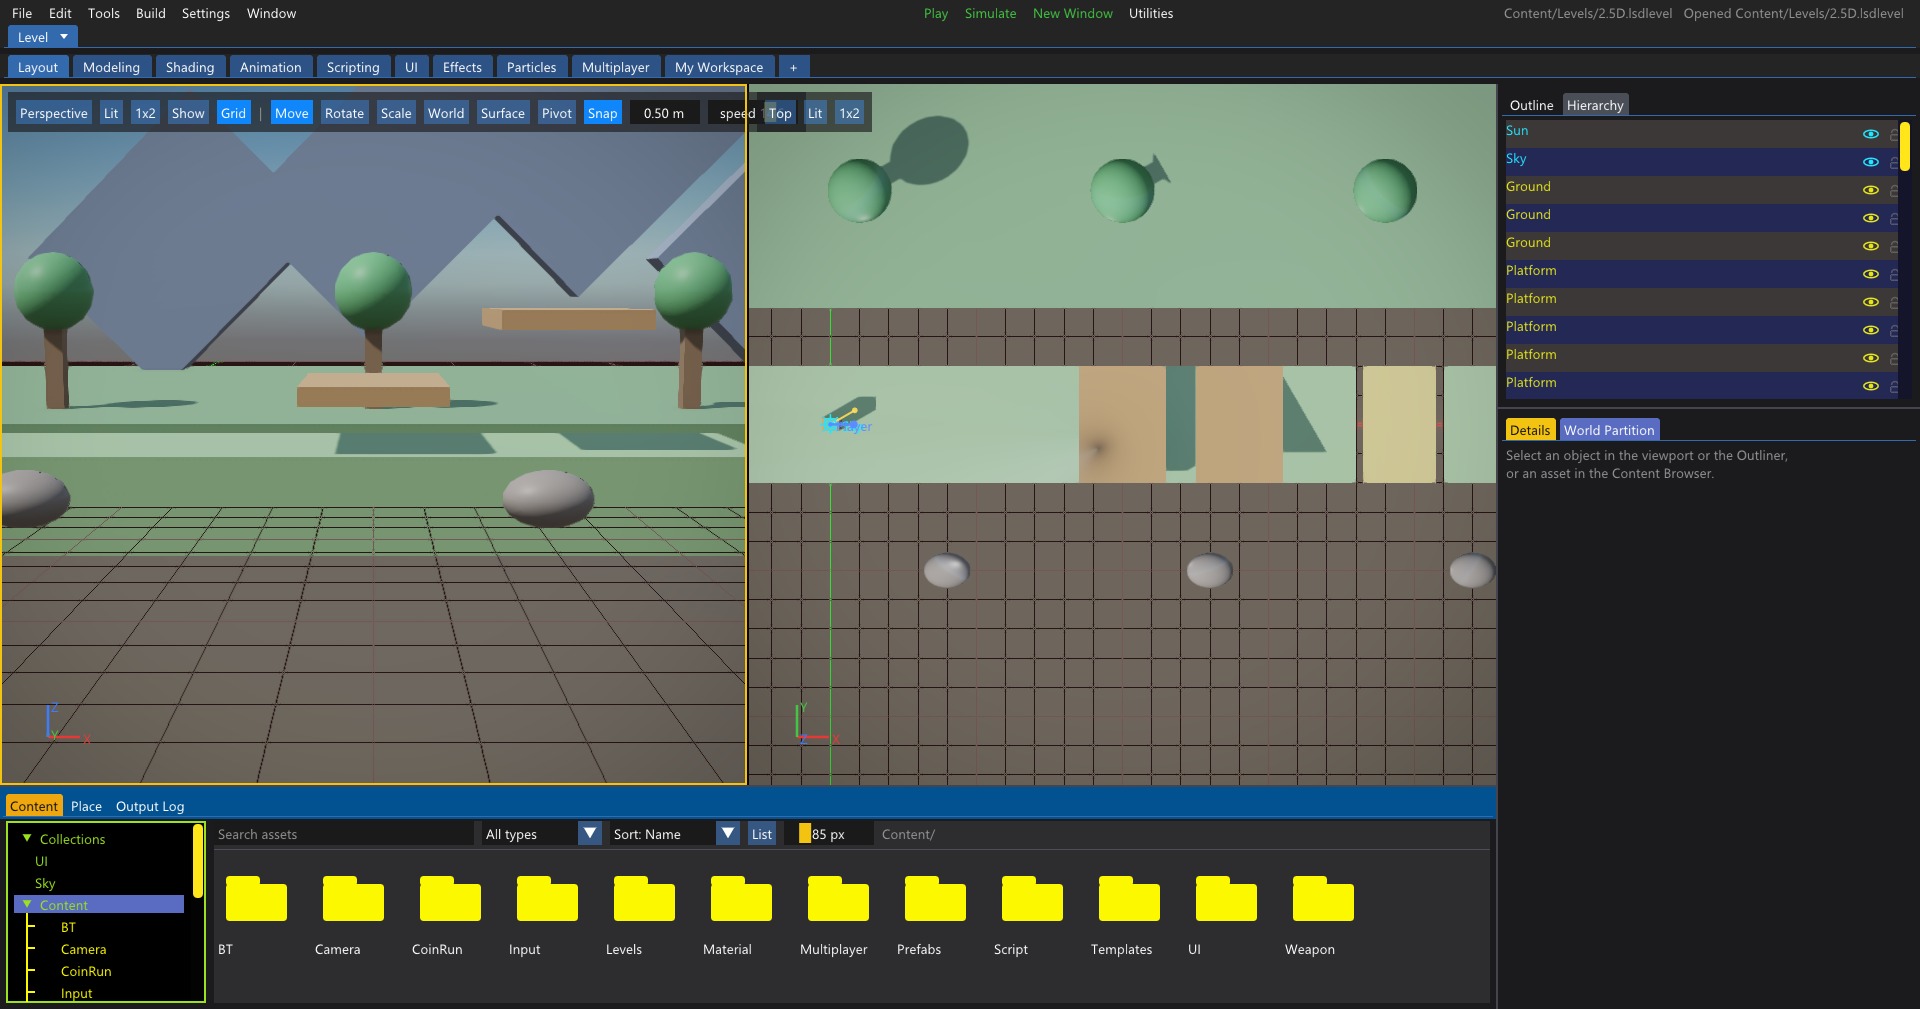 File Edit Tools Build Settings Window Play Simulate New Window Utilities Content/Levels/2.5D.lsdlevel Opened Content/Levels/2.5D.lsdlevel
Level
Layout Modeling Shading Animation Scripting UI Effects Particles Multiplayer My Workspace +
Perspective Lit 1x2 Show Grid | Move Rotate Scale World Surface Pivot Snap 0.50 m speed Top Lit 1x2
Outline Hierarchy
Sun
Sky
Ground
Ground
Ground
Platform
Platform
Platform
Platform
Platform
Details World Partition
Select an object in the viewport or the Outliner,
or an asset in the Content Browser.
Z
Y X
Y
Z X
Content Place Output Log
Search assets All types Sort: Name List 85 px Content/
Collections
UI
Sky
Content
BT
Camera
CoinRun
Input
BT Camera CoinRun Input Levels Material Multiplayer Prefabs Script Templates UI Weapon